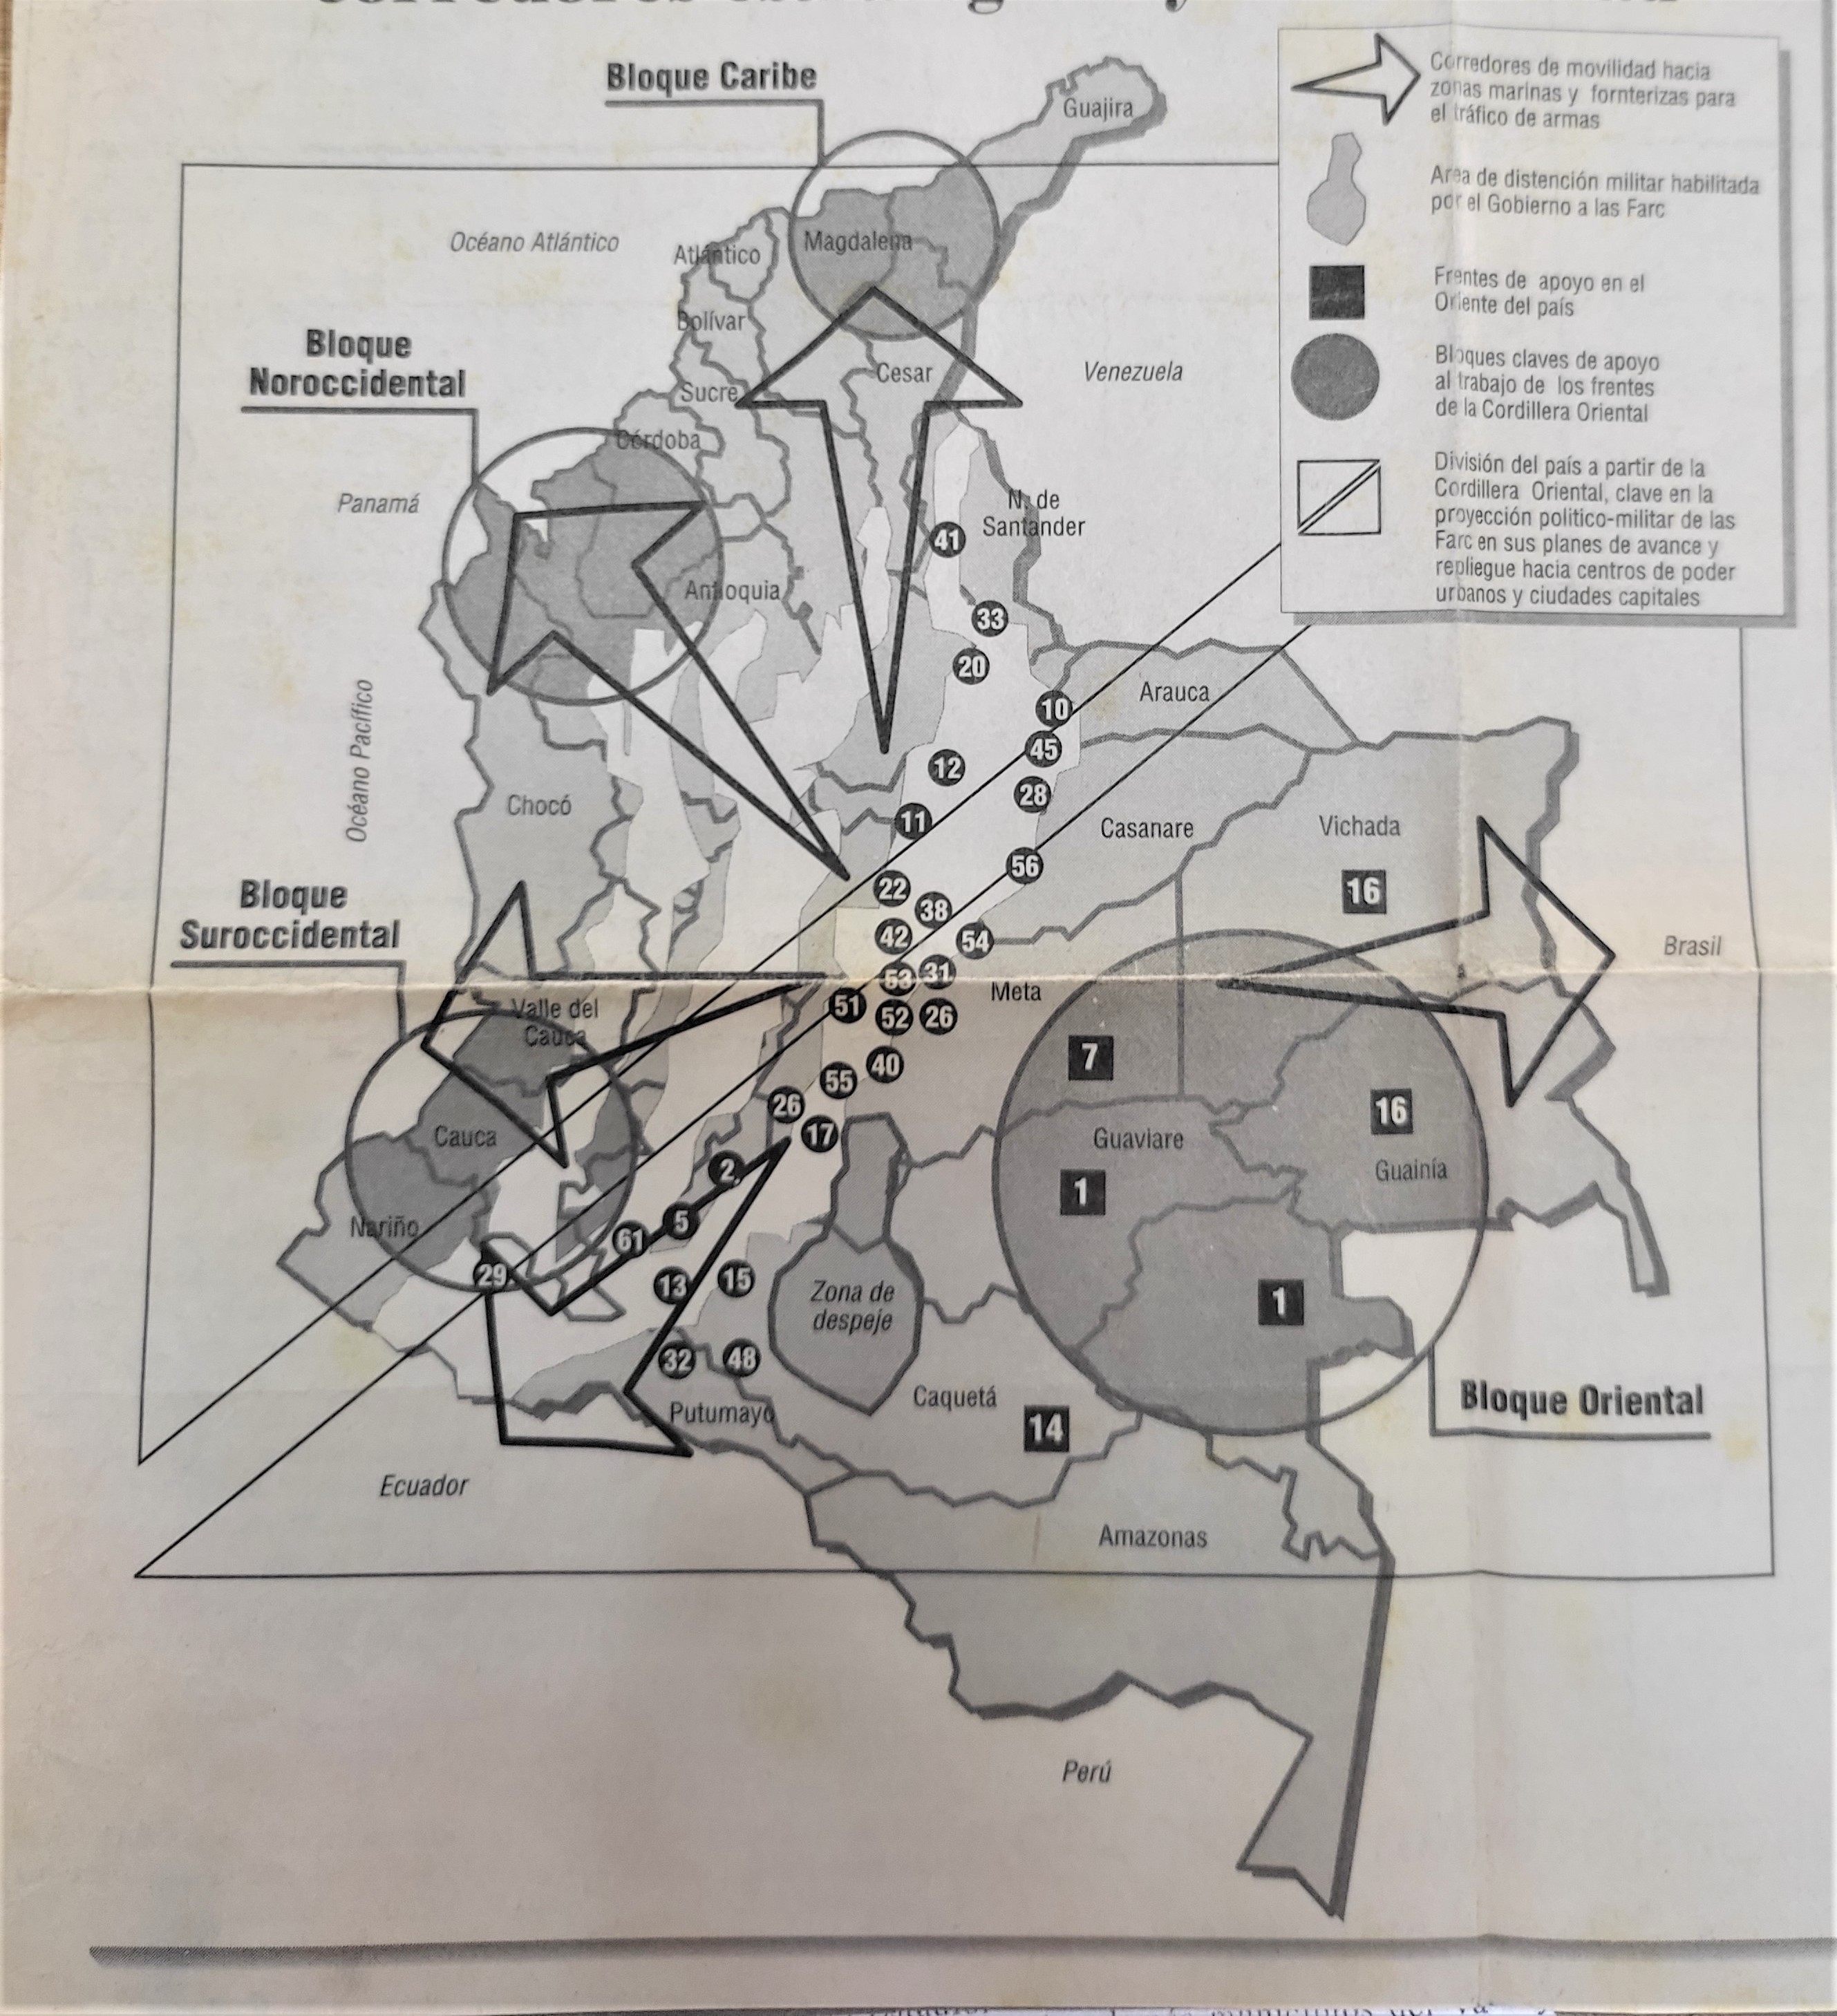 Bloque Caribe
Guajira
Corredores de movilidad hacia
zonas marinas y fornterizas para
el tráfico de armas
Area de distención militar habilitada
por el Gobierno a las Farc
Frentes de apoyo en el
Oriente del país
Bloques claves de apoyo
al trabajo de los frentes
de la Cordillera Oriental
División del país a partir de la
Cordillera Oriental, clave en la
proyección politico-militar de las
Farc en sus planes de avance y
repliegue hacia centros de poder
urbanos y ciudades capitales
Océano Atlántico
Atlántico
Magdalena
Bolívar
Bloque
Noroccidental
Sucre
Cesar
Venezuela
Córdoba
Panamá
N. de
Santander
41
Antioquia
33
20
Arauca
10
45
12
28
11
Océano Pacífico
Chocó
Casanare
Vichada
56
16
22
38
42
54
Bloque
Suroccidental
Brasil
53
31
Meta
51
52
26
Valle del
Cauca
7
40
55
26
16
17
Cauca
Guaviare
Guainía
2
1
5
61
Nariño
29
13
15
Zona de
despeje
1
32
48
Caquetá
Bloque Oriental
Putumayo
14
Ecuador
Amazonas
Perú